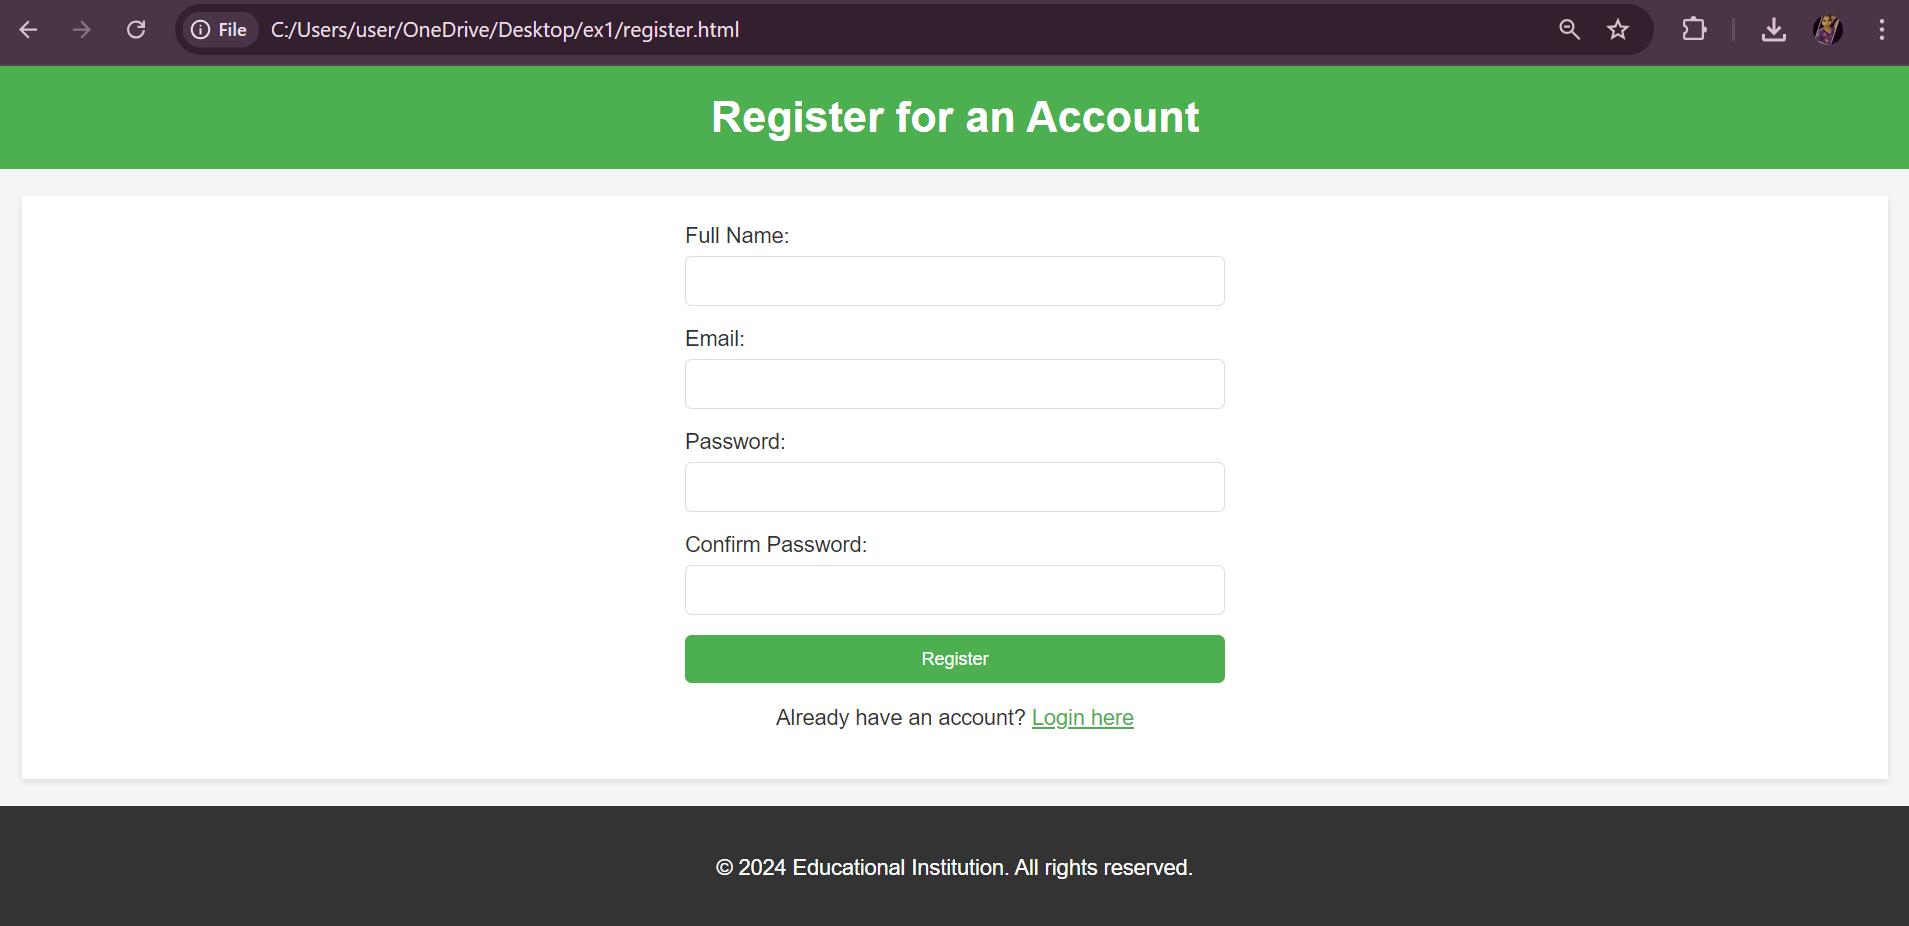 File C:/Users/user/OneDrive/Desktop/ex1/register.html
Register for an Account
Full Name:
Email:
Password:
Confirm Password:
Register
Already have an account? Login here
© 2024 Educational Institution. All rights reserved.